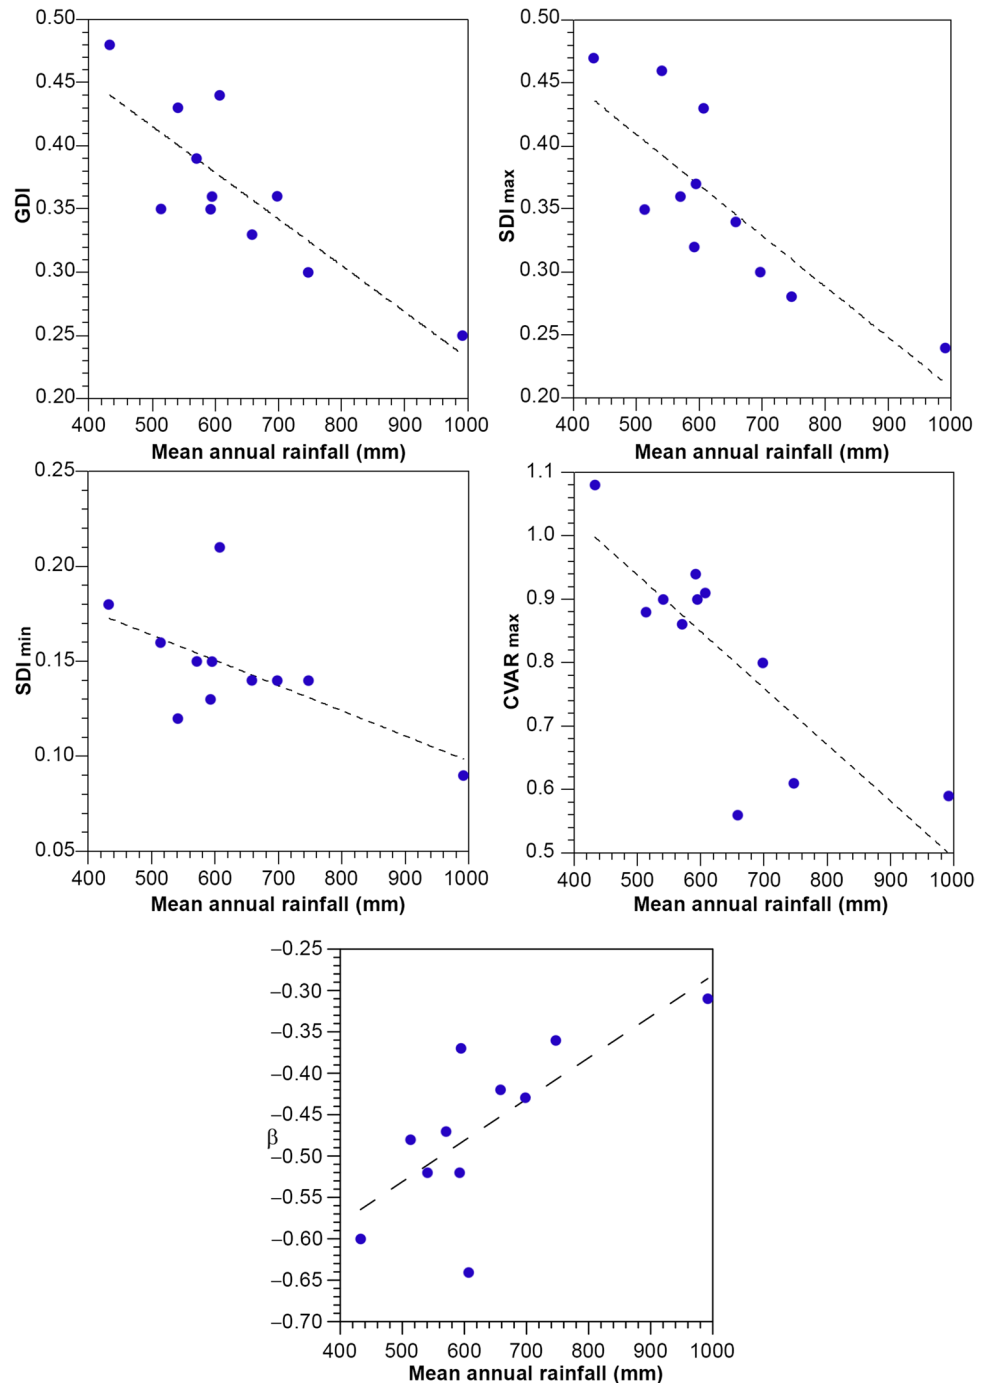 0.50
0.45
0.40
0.35
0.30
0.25
0.20
GDI
400 500 600 700 800 900 1000
Mean annual rainfall (mm)
0.50
0.45
0.40
0.35
0.30
0.25
0.20
SDI max
400 500 600 700 800 900 1000
Mean annual rainfall (mm)
0.25
0.20
0.15
0.10
0.05
SDI min
400 500 600 700 800 900 1000
Mean annual rainfall (mm)
1.1
1.0
0.9
0.8
0.7
0.6
0.5
CVAR max
400 500 600 700 800 900 1000
Mean annual rainfall (mm)
−0.25
−0.30
−0.35
−0.40
−0.45
−0.50
−0.55
−0.60
−0.65
−0.70
β
400 500 600 700 800 900 1000
Mean annual rainfall (mm)